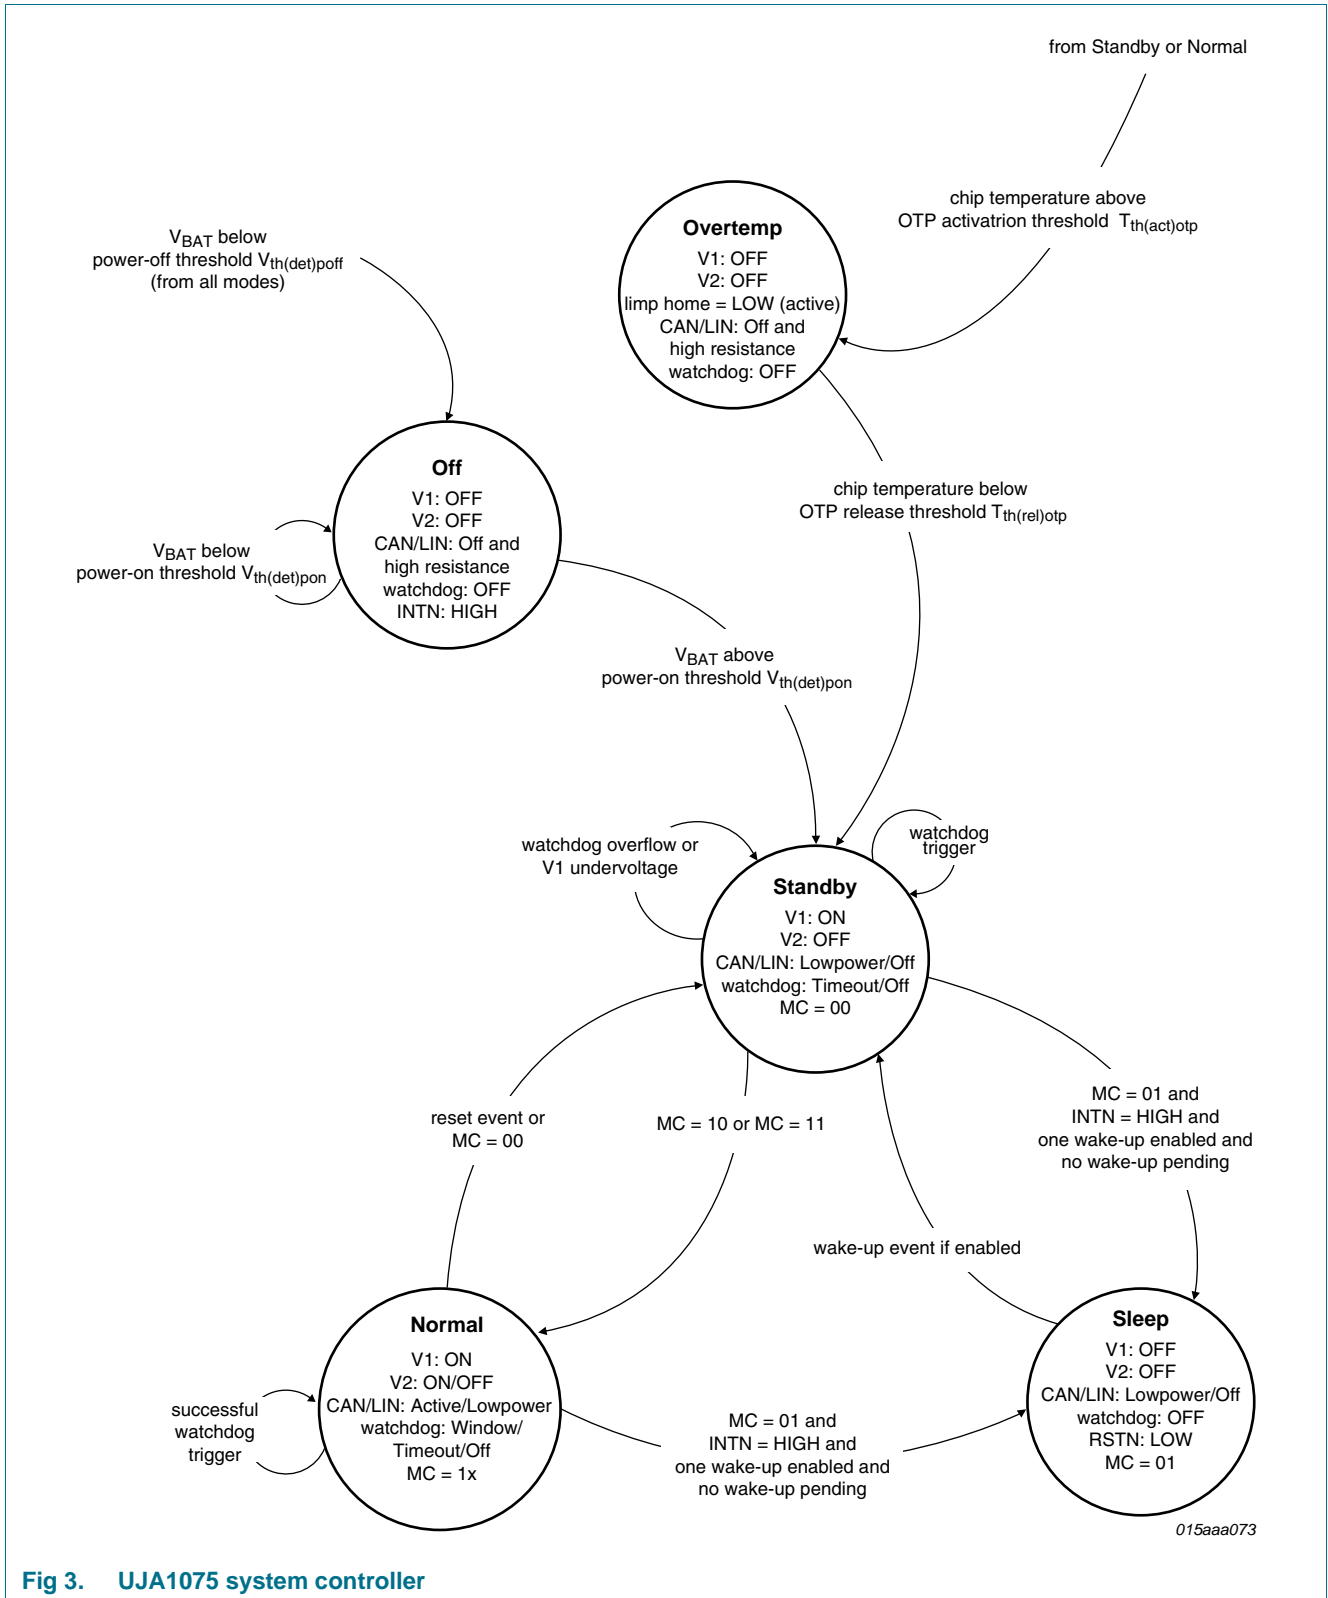 from Standby or Normal
chip temperature above
OTP activatrion threshold Tth(act)otp
Overtemp
V1: OFF
V2: OFF
limp home = LOW (active)
CAN/LIN: Off and
high resistance
watchdog: OFF
VBAT below
power-off threshold Vth(det)poff
(from all modes)
Off
V1: OFF
V2: OFF
CAN/LIN: Off and
high resistance
watchdog: OFF
INTN: HIGH
VBAT below
power-on threshold Vth(det)pon
chip temperature below
OTP release threshold Tth(rel)otp
VBAT above
power-on threshold Vth(det)pon
watchdog overflow or
V1 undervoltage
watchdog
trigger
Standby
V1: ON
V2: OFF
CAN/LIN: Lowpower/Off
watchdog: Timeout/Off
MC = 00
reset event or
MC = 00
MC = 10 or MC = 11
MC = 01 and
INTN = HIGH and
one wake-up enabled and
no wake-up pending
wake-up event if enabled
Normal
V1: ON
V2: ON/OFF
CAN/LIN: Active/Lowpower
watchdog: Window/
Timeout/Off
MC = 1x
successful
watchdog
trigger
MC = 01 and
INTN = HIGH and
one wake-up enabled and
no wake-up pending
Sleep
V1: OFF
V2: OFF
CAN/LIN: Lowpower/Off
watchdog: OFF
RSTN: LOW
MC = 01
015aaa073
Fig 3. UJA1075 system controller